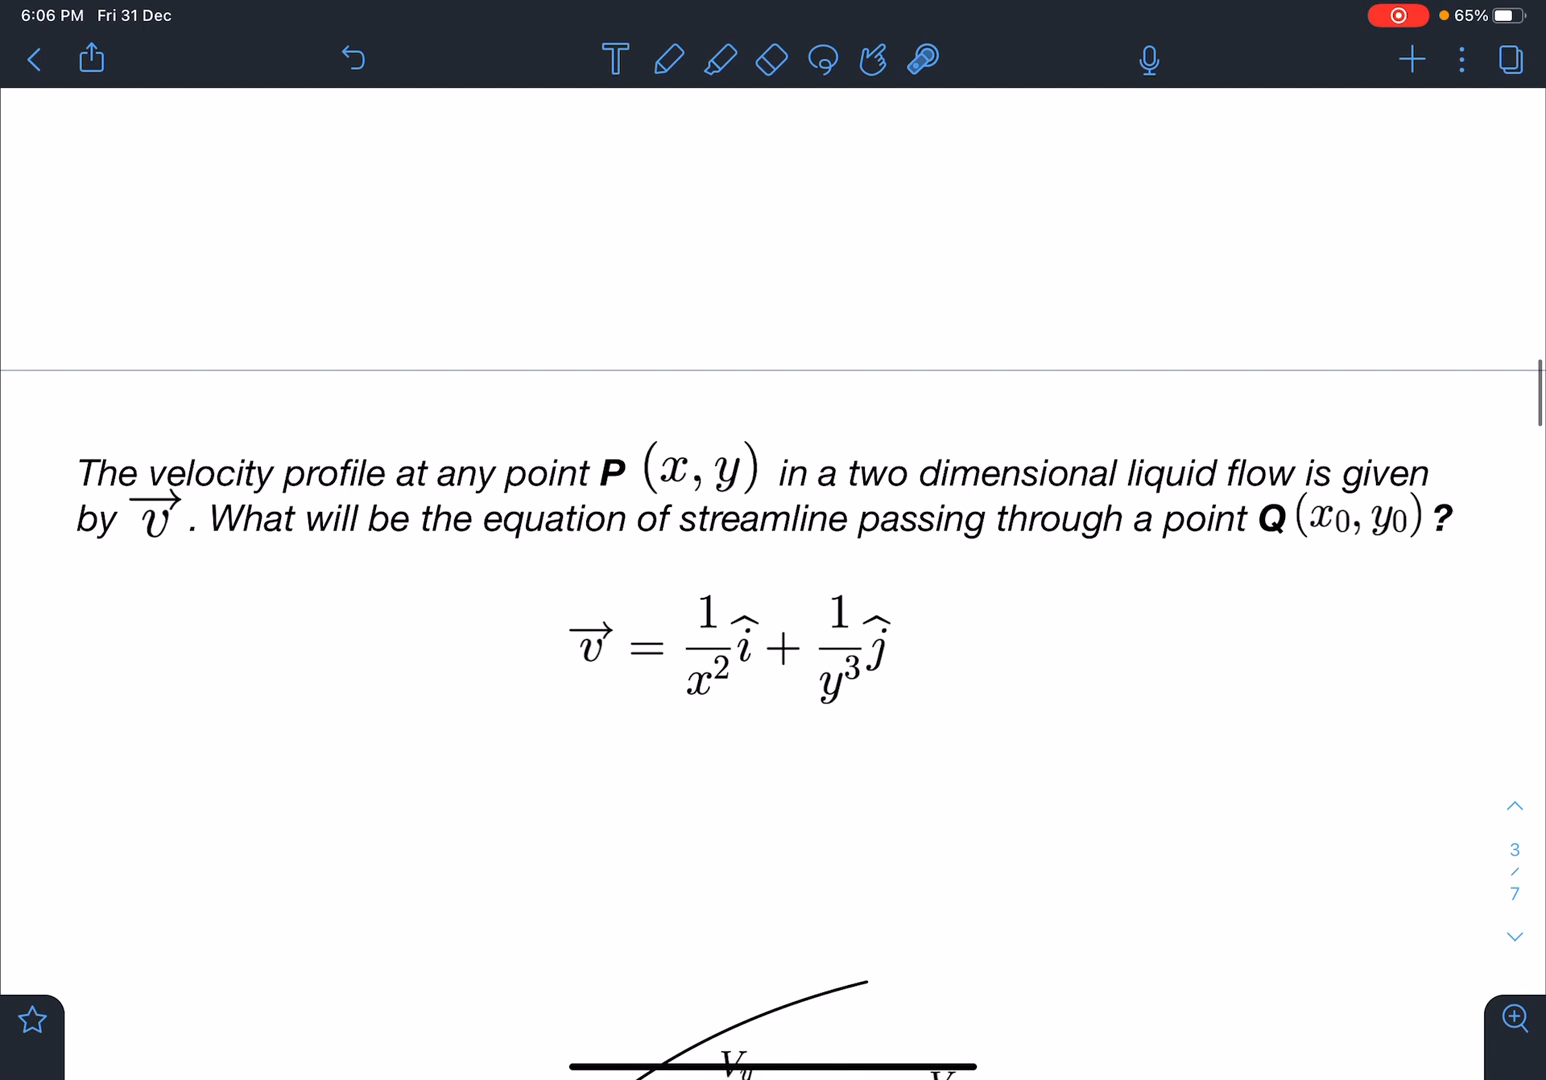 6:06 PM Fri 31 Dec
65%
T
The velocity profile at any point P (x, y) in a two dimensional liquid flow is given
by v⃗ . What will be the equation of streamline passing through a point Q (x₀, y₀) ?
v⃗ = 1/x² î + 1/y³ ĵ
3
/
7
V_y